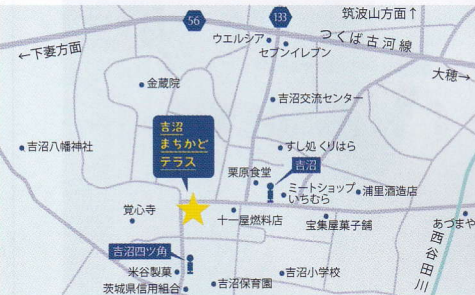 56
133
筑波山方面↑
ウエルシア
セブンイレブン
つくば古河線
←下妻方面
大穂→
金蔵院
吉沼交流センター
吉沼
まちかど
テラス
吉沼八幡神社
すし処 くりはら
栗原食堂
吉沼
ミートショップ
いちむら
浦里酒造店
覚心寺
十一屋燃料店
宝集屋菓子舗
あづまや
吉沼四ツ角
米谷製菓
茨城県信用組合
吉沼保育園
吉沼小学校
西谷田川